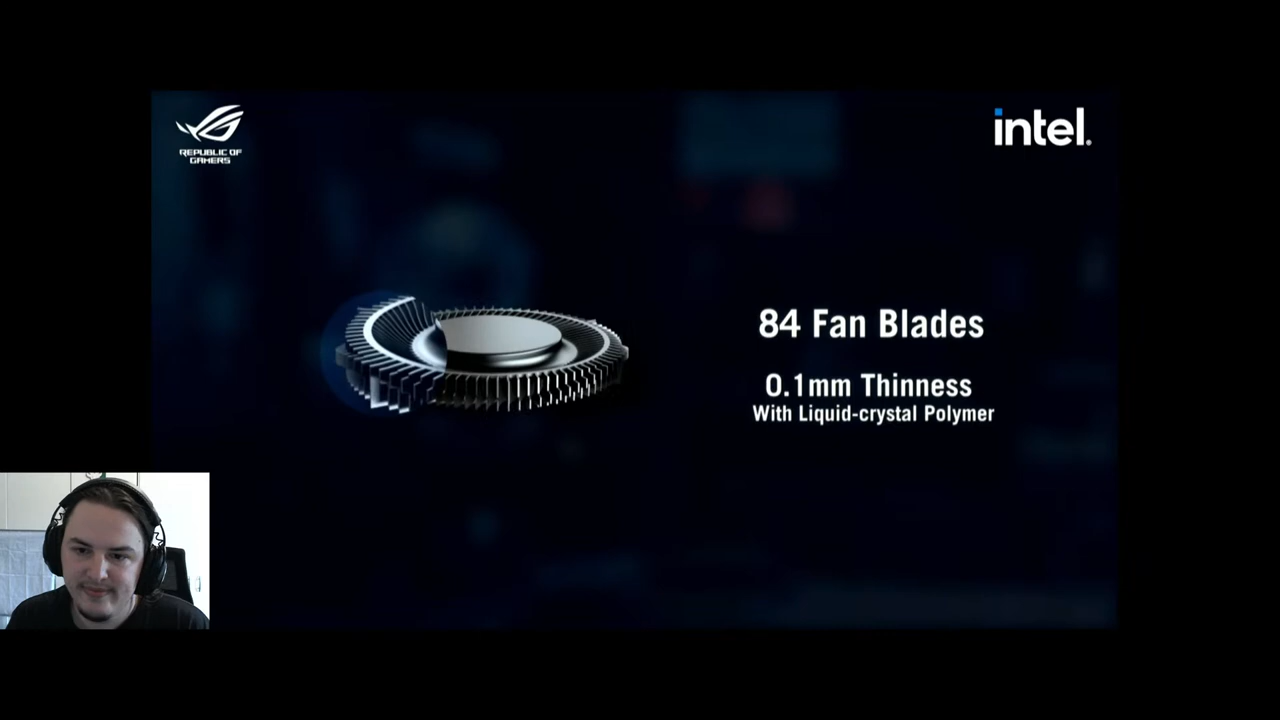 REPUBLIC OF
GAMERS
intel.
84 Fan Blades
0.1mm Thinness
With Liquid-crystal Polymer